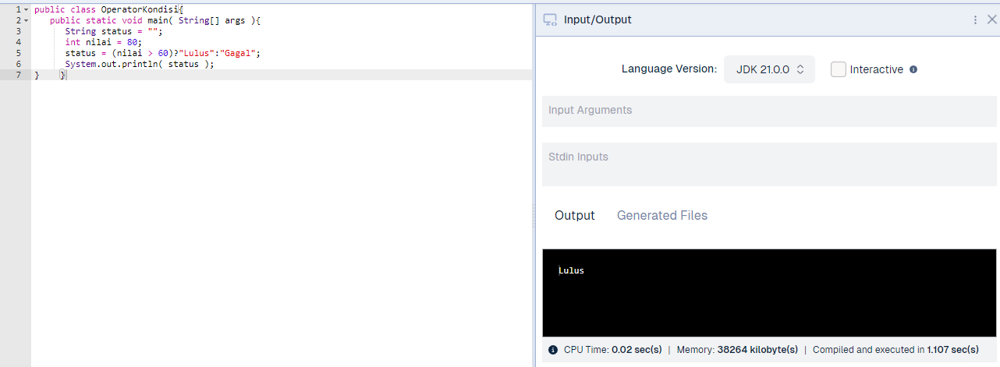 1 public class OperatorKondisi{
2 public static void main( String[] args ){
3 String status = "";
4 int nilai = 80;
5 status = (nilai > 60)?"Lulus":"Gagal";
6 System.out.println( status );
7 } }
Input/Output
Language Version: JDK 21.0.0 Interactive
Input Arguments
Stdin Inputs
Output Generated Files
Lulus
CPU Time: 0.02 sec(s) | Memory: 38264 kilobyte(s) | Compiled and executed in 1.107 sec(s)